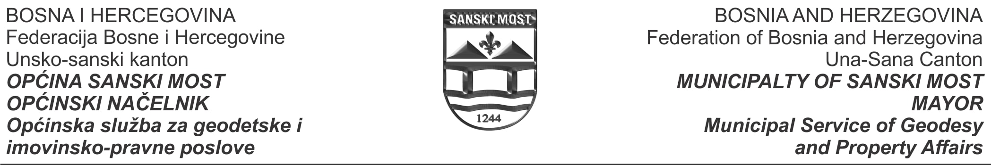 BOSNA I HERCEGOVINA
Federacija Bosne i Hercegovine
Unsko-sanski kanton
OPĆINA SANSKI MOST
OPĆINSKI NAČELNIK
Općinska služba za geodetske i
imovinsko-pravne poslove
SANSKI MOST
1244
BOSNIA AND HERZEGOVINA
Federation of Bosnia and Herzegovina
Una-Sana Canton
MUNICIPALTY OF SANSKI MOST
MAYOR
Municipal Service of Geodesy
and Property Affairs